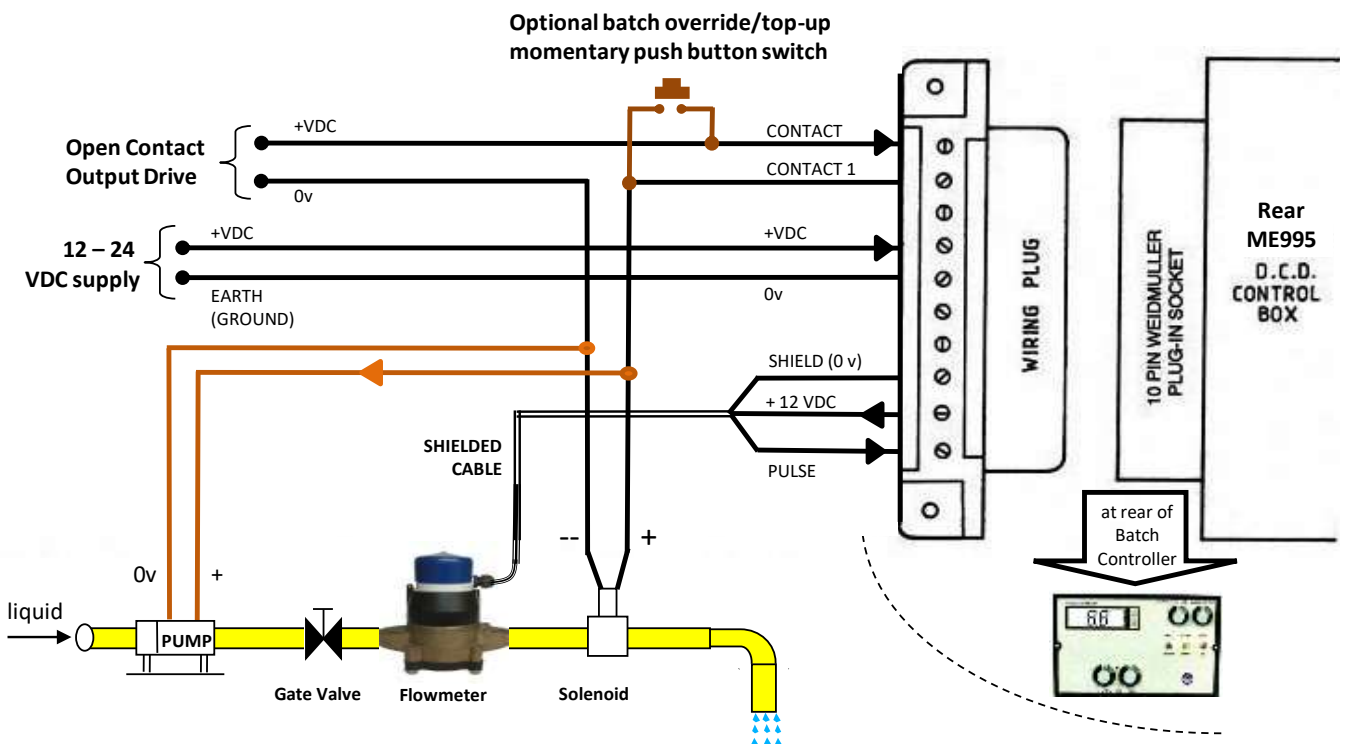 Optional batch override/top-up
momentary push button switch
Open Contact
Output Drive
+VDC
0v
CONTACT
CONTACT 1
12 – 24
VDC supply
+VDC
EARTH
(GROUND)
+VDC
0v
SHIELD (0 v)
+ 12 VDC
PULSE
SHIELDED
CABLE
WIRING PLUG
10 PIN WEIDMULLER
PLUG-IN SOCKET
Rear
ME995
D.C.D.
CONTROL
BOX
at rear of
Batch
Controller
--
+
0v
+
liquid
PUMP
Gate Valve
Flowmeter
Solenoid